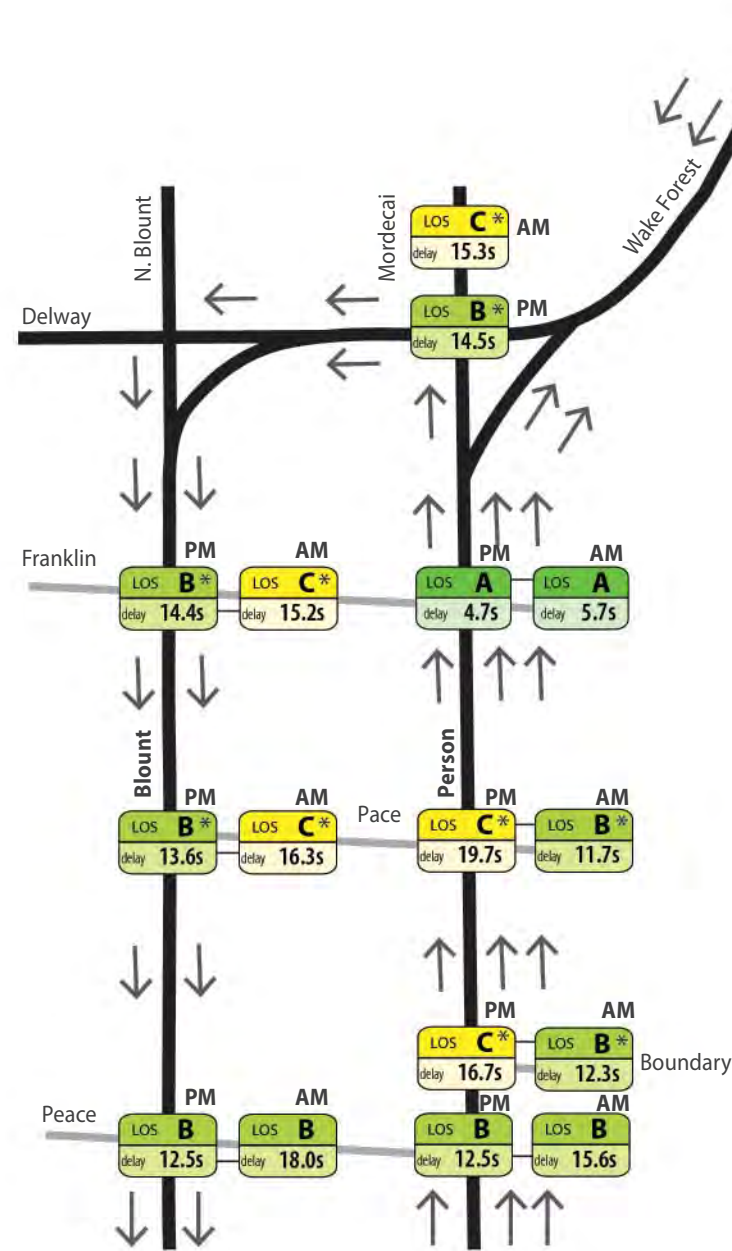 Wake Forest
N. Blount
Mordecai
LOS C* AM
delay 15.3s
LOS B* PM
delay 14.5s
Delway
Franklin
PM AM PM AM
LOS B* LOS C* LOS A LOS A
delay 14.4s delay 15.2s delay 4.7s delay 5.7s
Blount
Person
PM AM Pace PM AM
LOS B* LOS C* LOS C* LOS B*
delay 13.6s delay 16.3s delay 19.7s delay 11.7s
PM AM
LOS C* LOS B*
delay 16.7s delay 12.3s
Boundary
Peace
PM AM PM AM
LOS B LOS B LOS B LOS B
delay 12.5s delay 18.0s delay 12.5s delay 15.6s